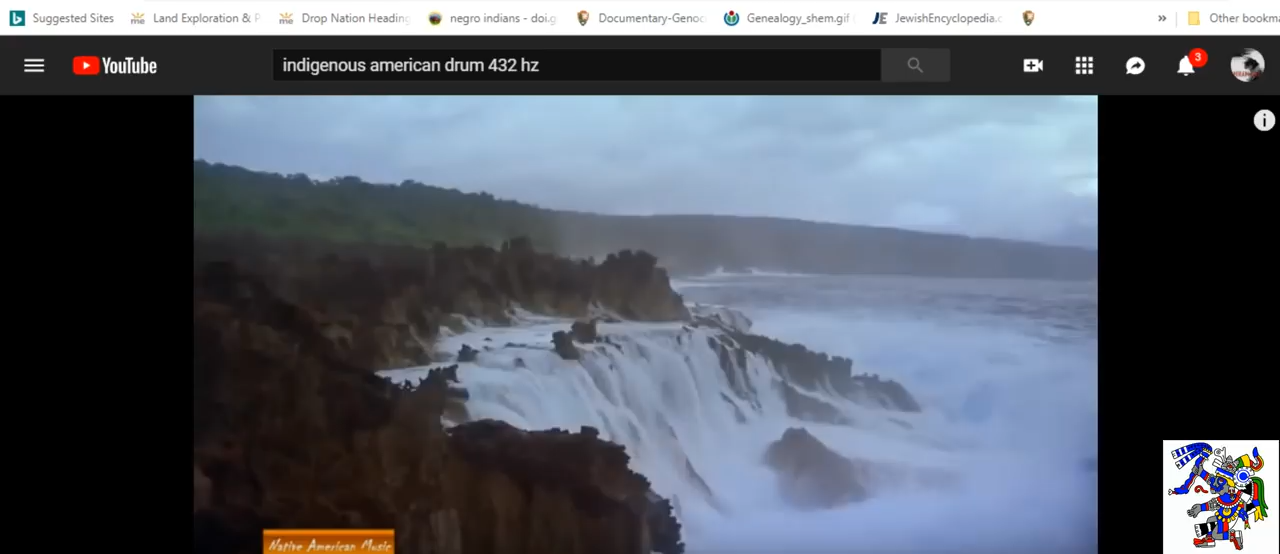 Suggested Sites
Land Exploration & P
Drop Nation Heading
negro indians - doi.g
Documentary-Genoc
Genealogy_shem.gif (
JewishEncyclopedia.c
»
Other bookma
YouTube
indigenous american drum 432 hz
3
Native American Music